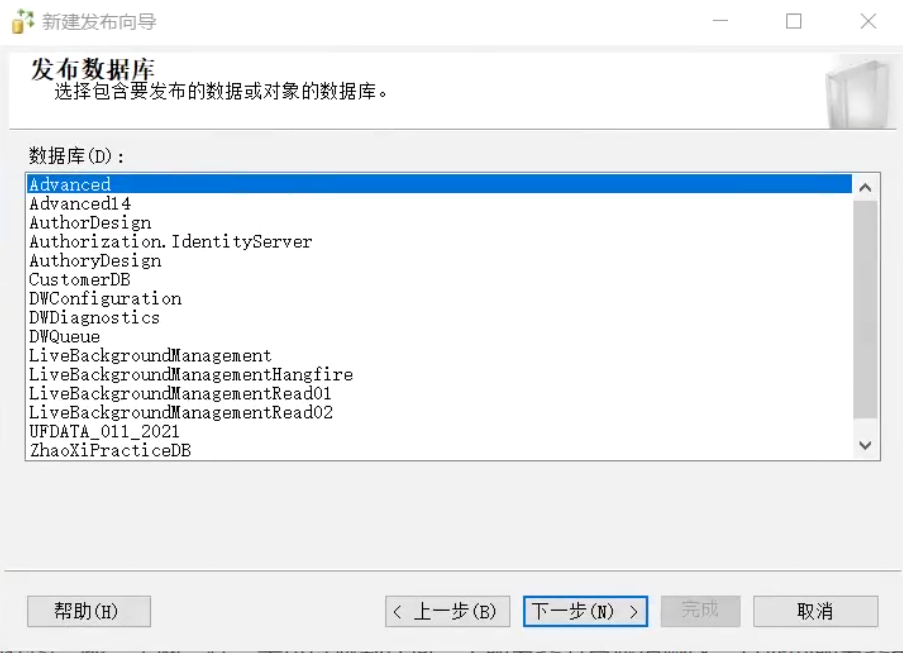 新建发布向导
发布数据库
选择包含要发布的数据或对象的数据库。
数据库(D):
Advanced
Advanced14
AuthorDesign
Authorization.IdentityServer
AuthoryDesign
CustomerDB
DWConfiguration
DWDiagnostics
DWQueue
LiveBackgroundManagement
LiveBackgroundManagementHangfire
LiveBackgroundManagementRead01
LiveBackgroundManagementRead02
UFDATA_011_2021
ZhaoXiPracticeDB
帮助(H)
< 上一步(B)
下一步(N) >
完成
取消